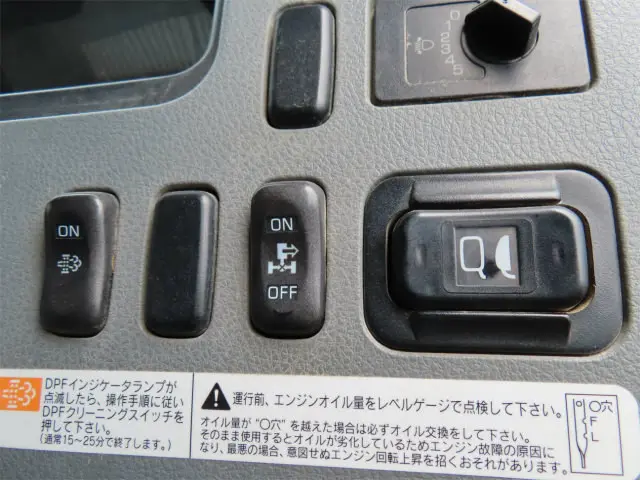 0
1
2
3
4
5
ON
ON
OFF
DPFインジケータランプが
点滅したら、操作手順に従い
DPFクリーニングスイッチを
押して下さい。
(通常15~25分で終了します。)
運転前、エンジンオイル量をレベルゲージで点検して下さい。
オイル量が“〇穴”を越えた場合は必ずオイル交換をして下さい。
そのまま使用するとオイルが劣化しているためエンジン故障の原因に
なり、最悪の場合、意図せぬエンジン回転上昇を招くおそれがあります。
〇穴
F
L